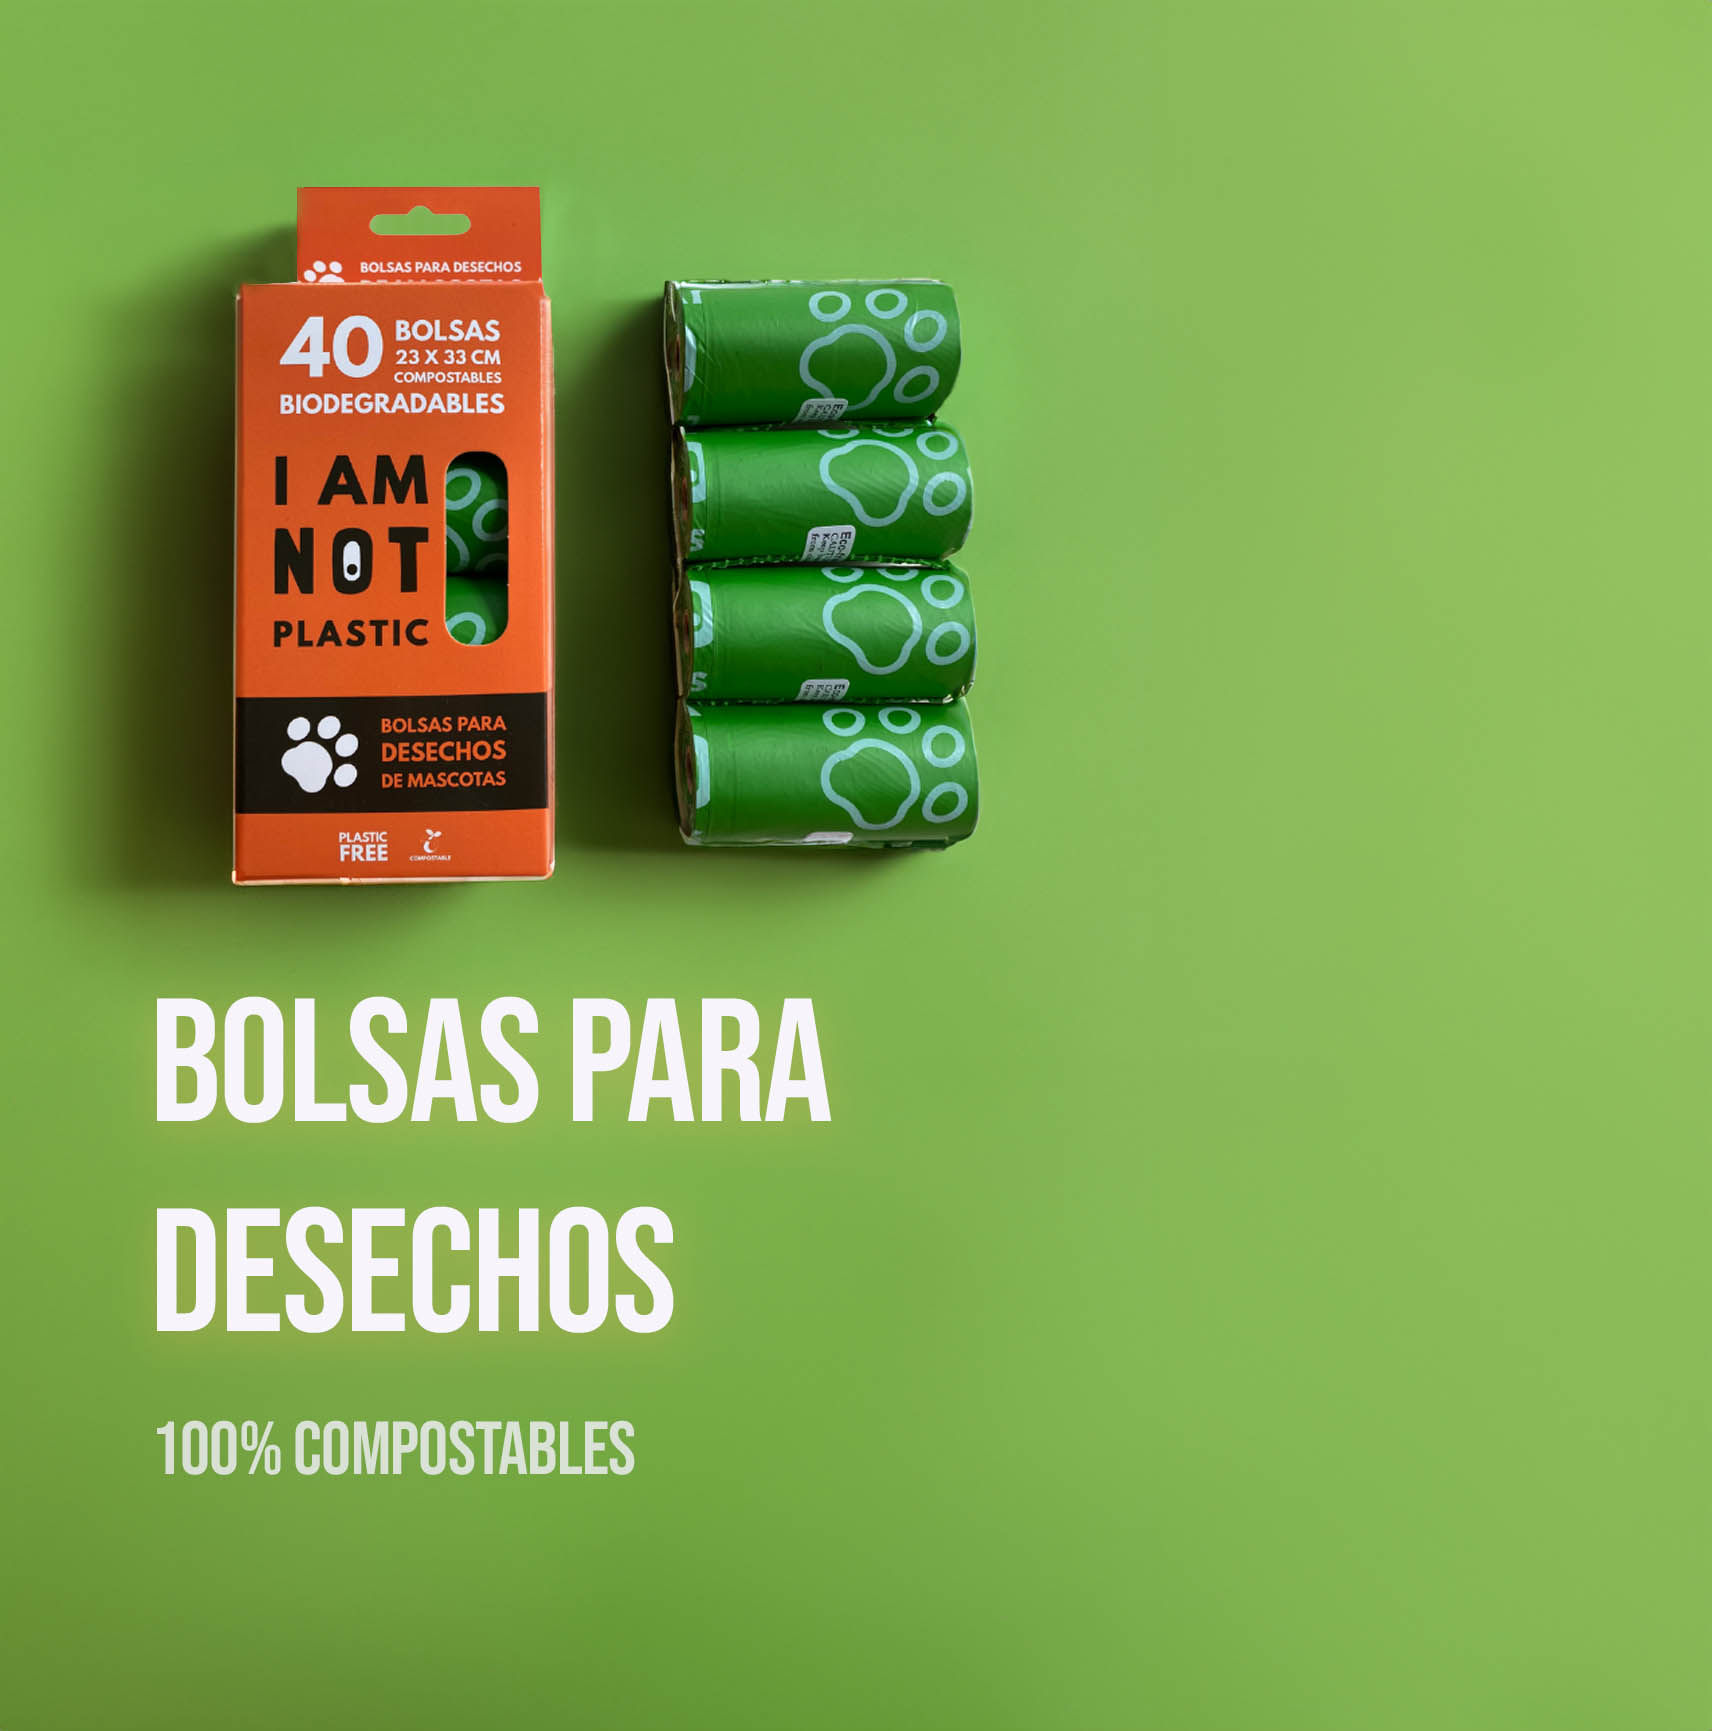 BOLSAS PARA DESECHOS
40 BOLSAS
23 X 33 CM
COMPOSTABLES
BIODEGRADABLES
I AM
NOT
PLASTIC
BOLSAS PARA
DESECHOS
DE MASCOTAS
PLASTIC
FREE
COMPOSTABLE
BOLSAS PARA
DESECHOS
100% COMPOSTABLES